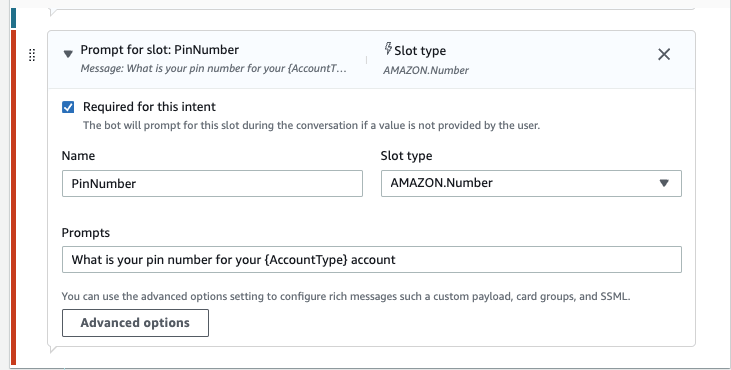 Prompt for slot: PinNumber
Message: What is your pin number for your {AccountT...
Slot type
AMAZON.Number
Required for this intent
The bot will prompt for this slot during the conversation if a value is not provided by the user.
Name
Slot type
PinNumber
AMAZON.Number
Prompts
What is your pin number for your {AccountType} account
You can use the advanced options setting to configure rich messages such a custom payload, card groups, and SSML.
Advanced options